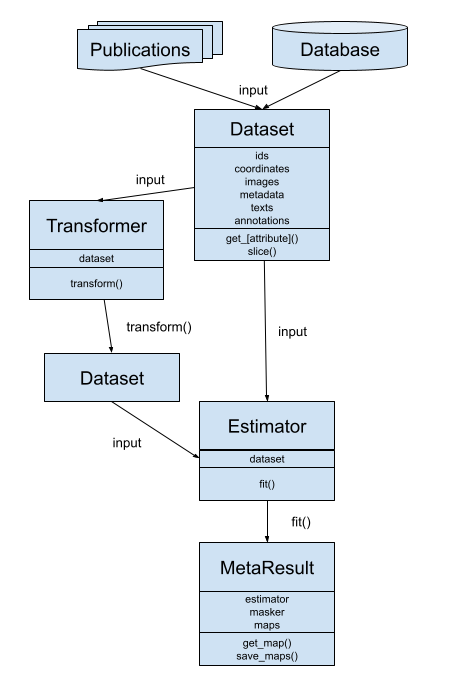 Publications
Database
input
Dataset
ids
coordinates
images
metadata
texts
annotations
get_[attribute]()
slice()
input
Transformer
dataset
transform()
transform()
input
Dataset
input
Estimator
dataset
fit()
fit()
MetaResult
estimator
masker
maps
get_map()
save_maps()